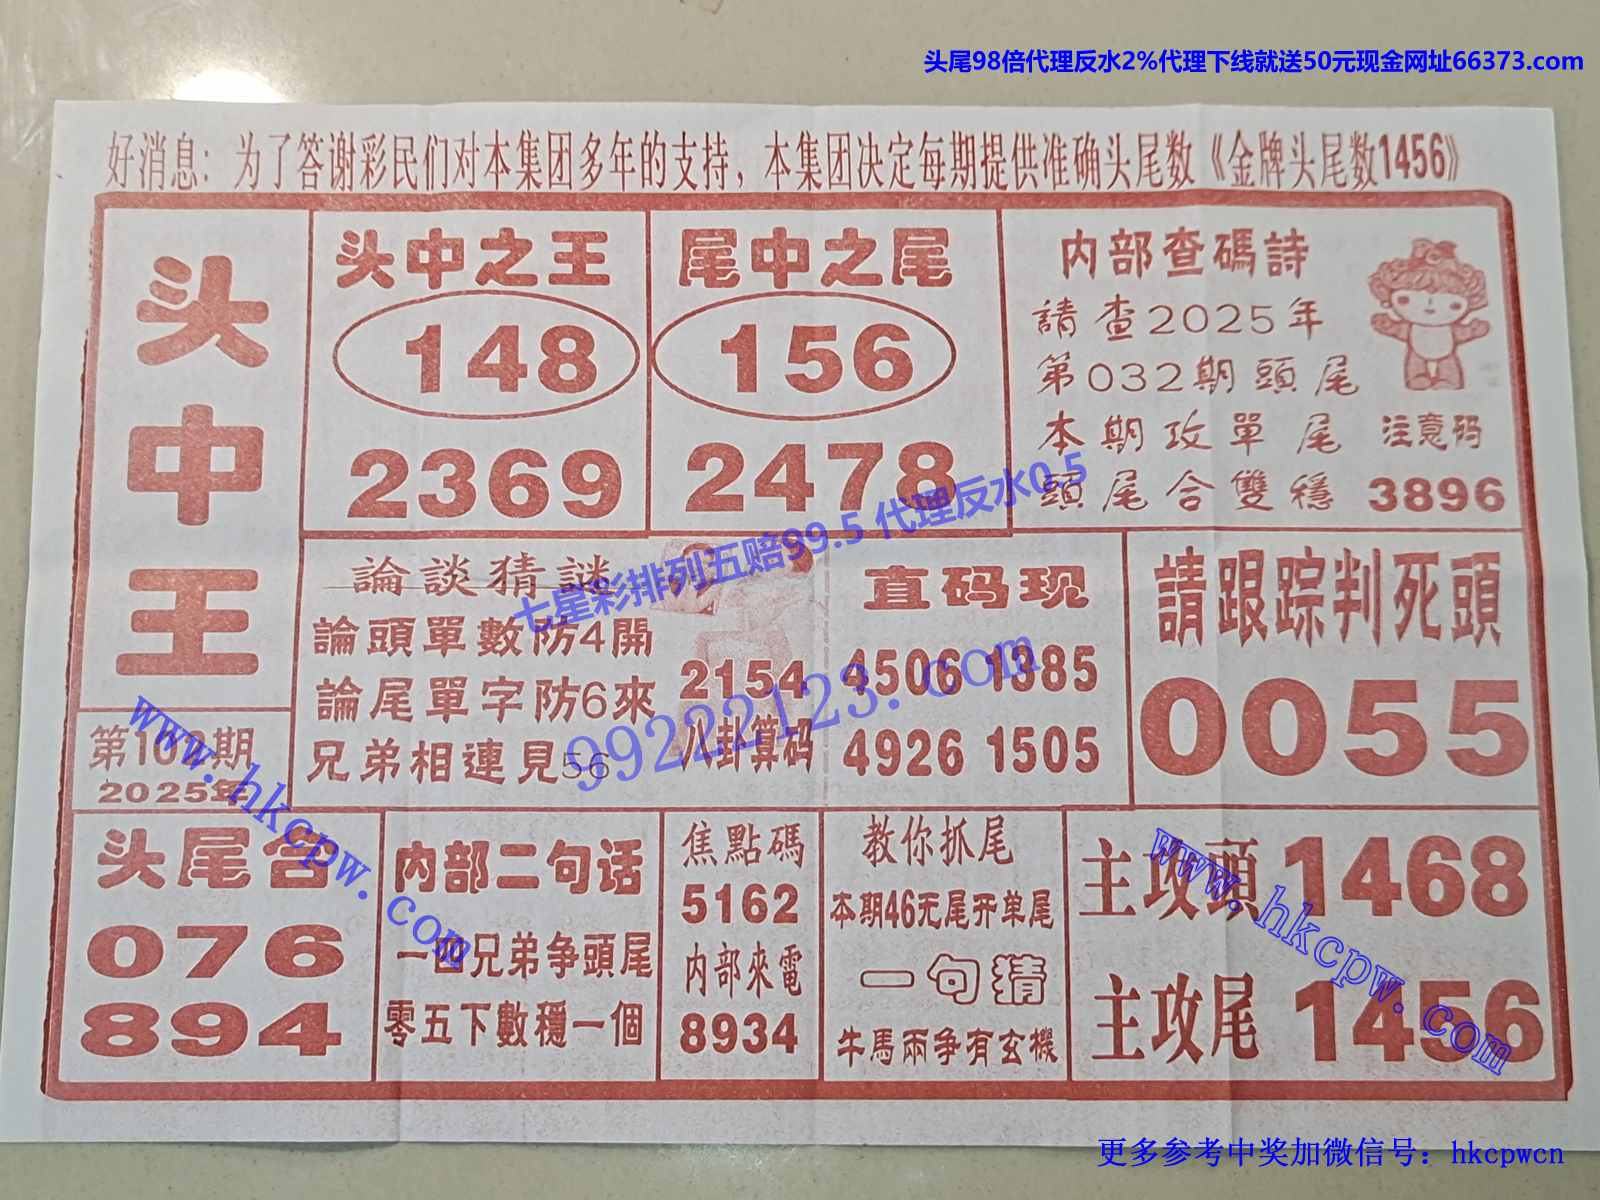 头尾98倍代理反水2%代理下线就送50元现金网址66373.com
好消息：为了答谢彩民们对本集团多年的支持，本集团决定每期提供准确头尾数《金牌头尾数1456》
头中王
第103期
2025年
头中之王
148
2369
尾中之尾
156
2478
内部查碼詩
請查2025年
第032期頭尾
本期攻單尾
頭尾合雙穩
注意码
3896
論談猜謎
論頭單數防4開
論尾單字防6來
兄弟相連見56
2154
八卦算码
直码现
4506 1385
4926 1505
請跟踪判死頭
0055
头尾合
076
894
内部二句话
一四兄弟争頭尾
零五下數穩一個
焦點碼
5162
内部來電
8934
教你抓尾
本期46无尾开单尾
一句猜
牛馬兩争有玄機
主攻頭 1468
主攻尾 1456
七星彩排列五赔99.5 代理反水0.5
99222123.com
www.hkcpw.com
www.hkcpw.com
更多参考中奖加微信号：hkcpwcn